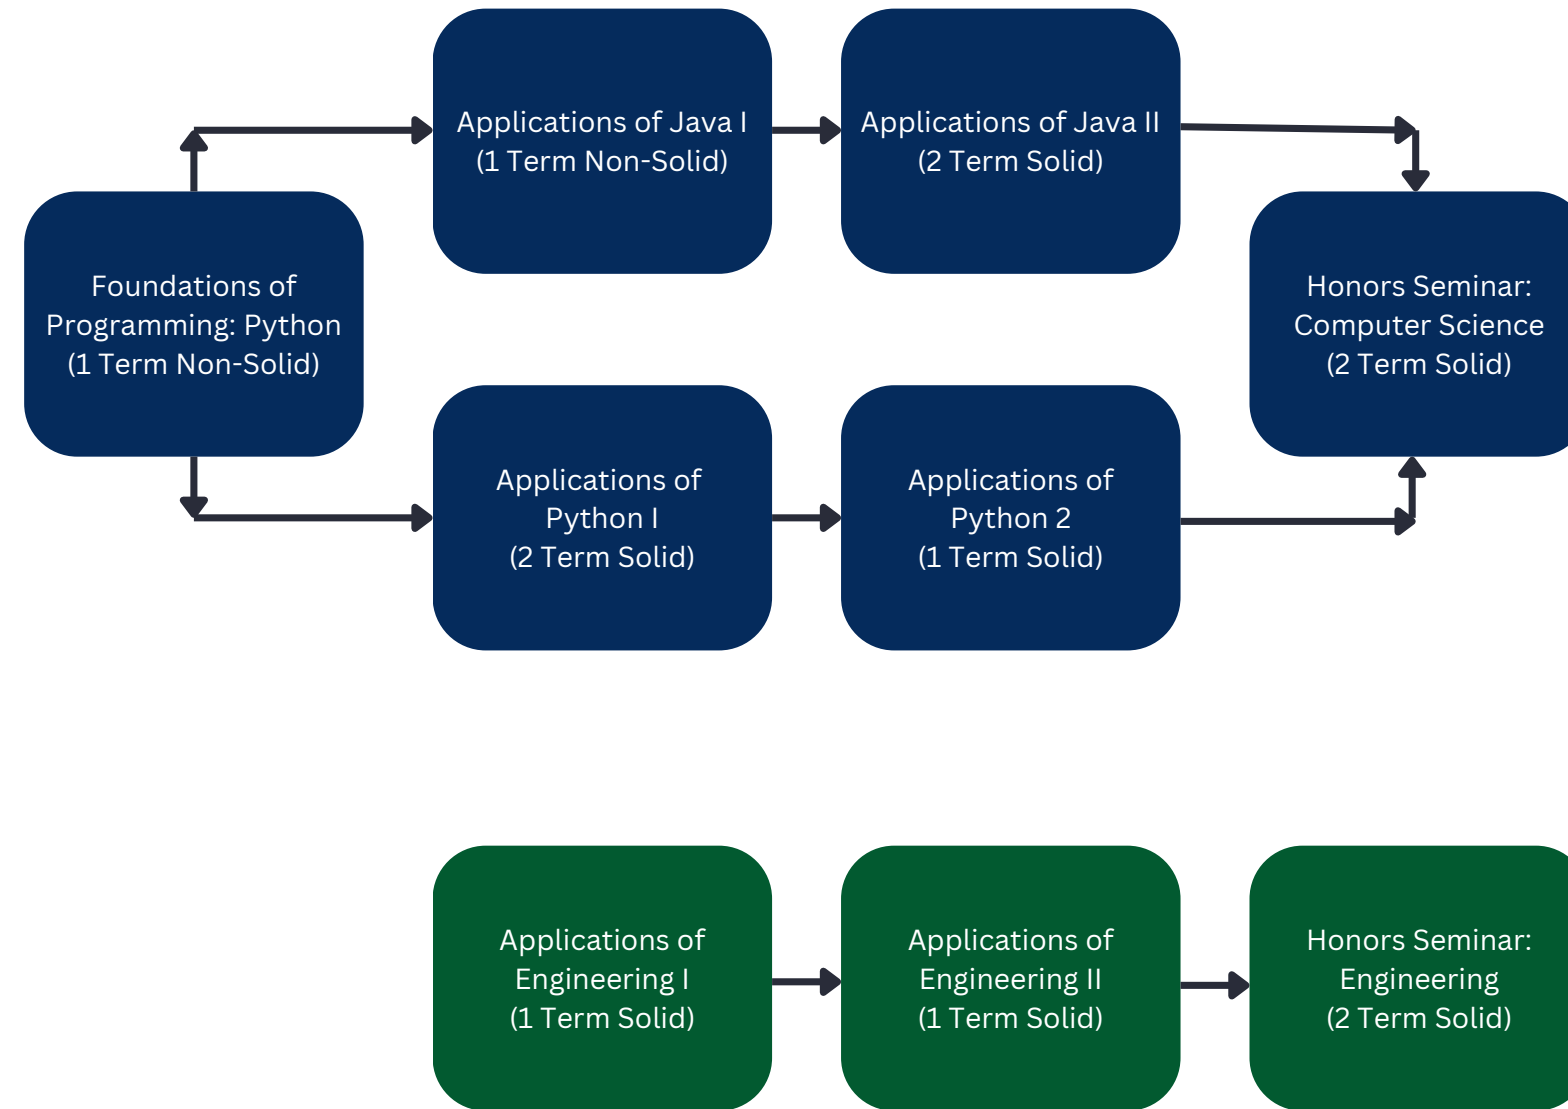 Applications of Java I
(1 Term Non-Solid)
Applications of Java II
(2 Term Solid)
Foundations of
Programming: Python
(1 Term Non-Solid)
Honors Seminar:
Computer Science
(2 Term Solid)
Applications of
Python I
(2 Term Solid)
Applications of
Python 2
(1 Term Solid)
Applications of
Engineering I
(1 Term Solid)
Applications of
Engineering II
(1 Term Solid)
Honors Seminar:
Engineering
(2 Term Solid)